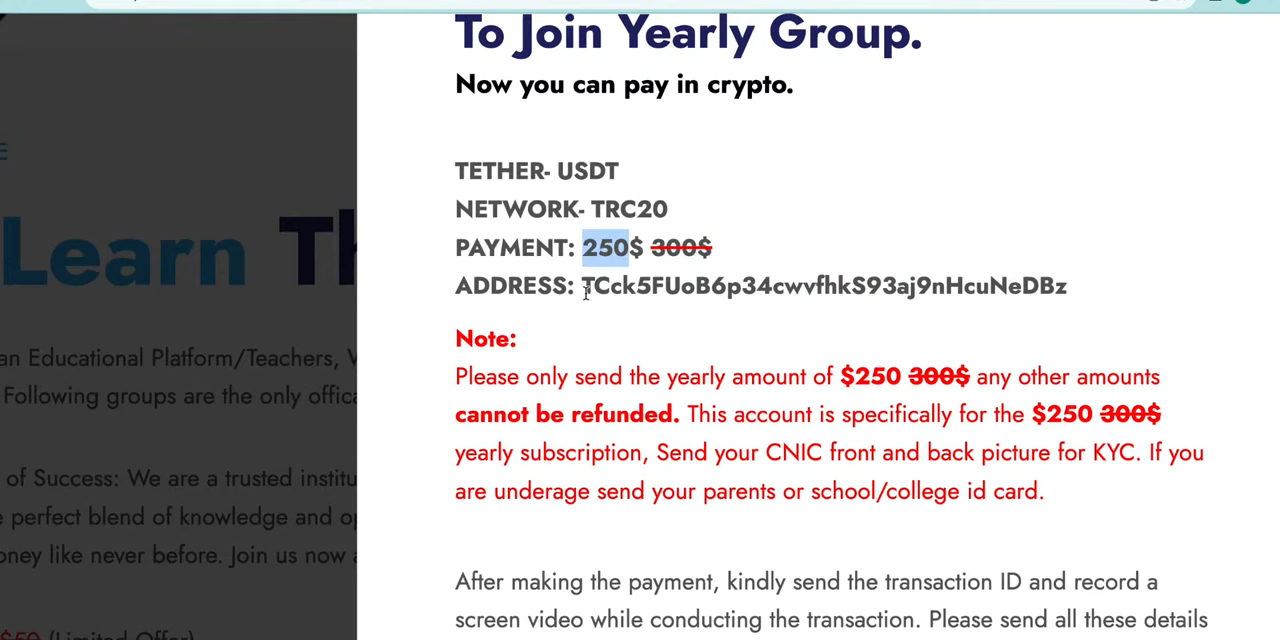 To Join Yearly Group.
Now you can pay in crypto.
TETHER- USDT
NETWORK- TRC20
PAYMENT: 250$ 300$
ADDRESS: TCck5FUoB6p34cwvfhkS93aj9nHcuNeDBz
Note:
Please only send the yearly amount of $250 300$ any other amounts
cannot be refunded. This account is specifically for the $250 300$
yearly subscription, Send your CNIC front and back picture for KYC. If you
are underage send your parents or school/college id card.
After making the payment, kindly send the transaction ID and record a
screen video while conducting the transaction. Please send all these details
Learn
an Educational Platform/Teachers,
Following groups are the only
of Success: We are a trusted
perfect blend of knowledge and
like never before. Join us now
$50 (Limited Offer)